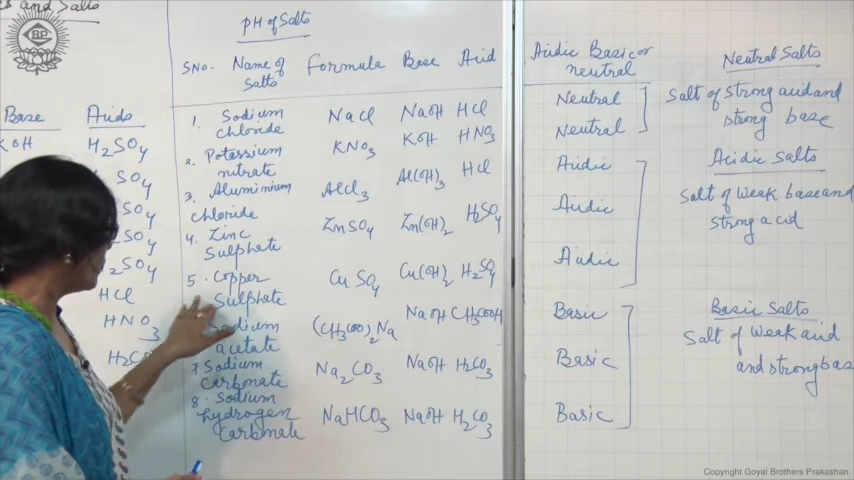 and Salts
BP
Base Acids
KOH H2SO4
SO4
SO4
SO4
2SO4
HCl
HNO3
H2CO
pH of Salts
SNO. Name of Salts Formula Base Acid
1. Sodium chloride NaCl NaOH HCl
2. Potassium nitrate KNO3 KOH HNO3
3. Aluminium chloride AlCl3 Al(OH)3 HCl
4. Zinc Sulphate ZnSO4 Zn(OH)2 H2SO4
5. Copper Sulphate CuSO4 Cu(OH)2 H2SO4
Sodium acetate (CH3COO)2Na NaOH CH3COOH
7 Sodium Carbonate Na2CO3 NaOH H2CO3
8. Sodium hydrogen Carbonate NaHCO3 NaOH H2CO3
Acidic Basic or neutral
Neutral
Neutral
Acidic
Acidic
Acidic
Basic
Basic
Basic
Neutral Salts
Salt of Strong acid and
strong base
Acidic Salts
Salt of Weak base and
strong acid
Basic Salts
Salt of Weak acid
and strong bas
Copyright Goyal Brothers Prakashan.